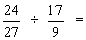 24/27 ÷ 17/9 =